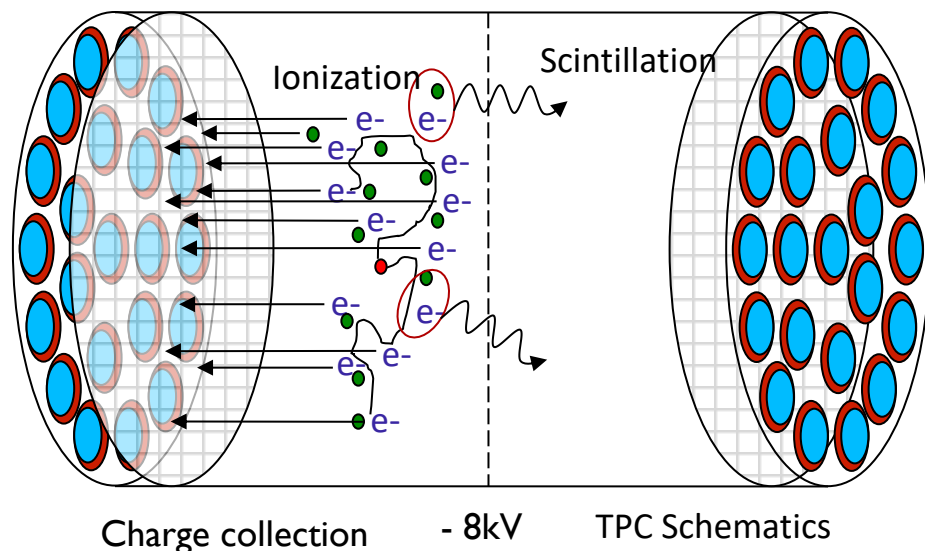 Ionization
Scintillation
e-
e-
e-
e-
e-
e-
e-
e-
e-
e-
e-
e-
e-
Charge collection
- 8kV
TPC Schematics